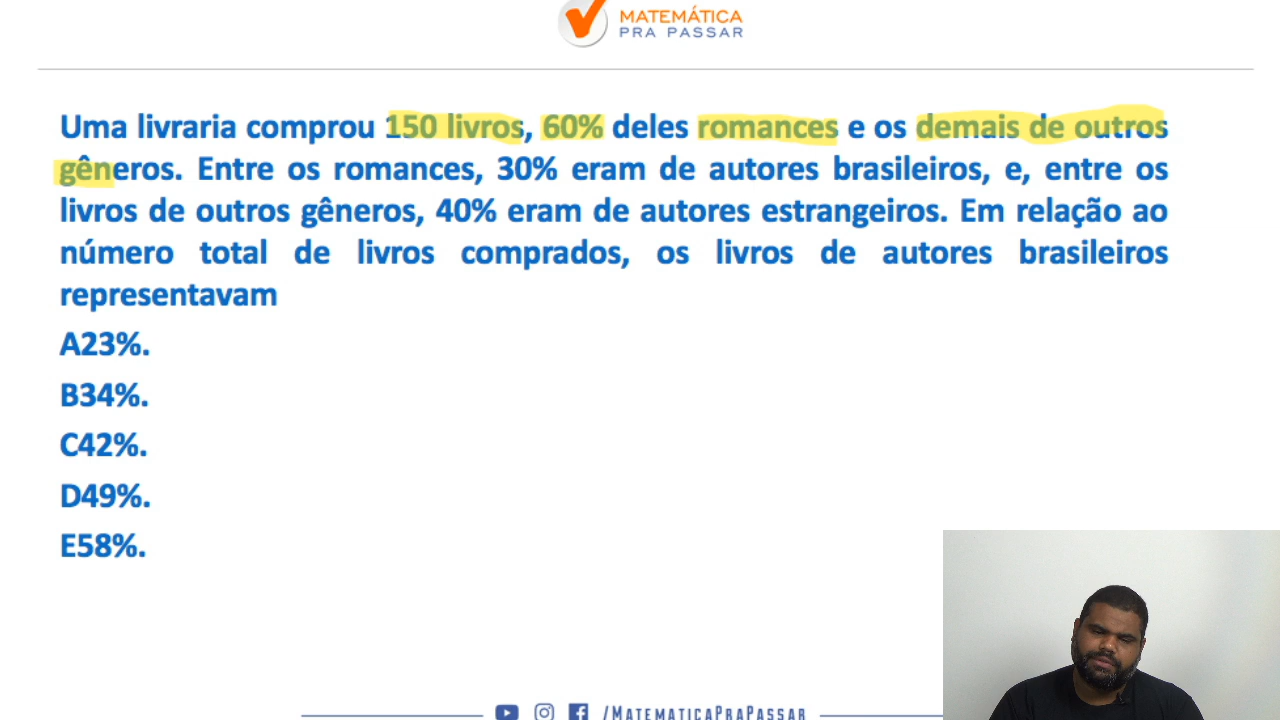 MATEMÁTICA
PRA PASSAR
Uma livraria comprou 150 livros, 60% deles romances e os demais de outros
gêneros. Entre os romances, 30% eram de autores brasileiros, e, entre os
livros de outros gêneros, 40% eram de autores estrangeiros. Em relação ao
número total de livros comprados, os livros de autores brasileiros
representavam
A23%.
B34%.
C42%.
D49%.
E58%.
/MATEMATICAPRAPASSAR